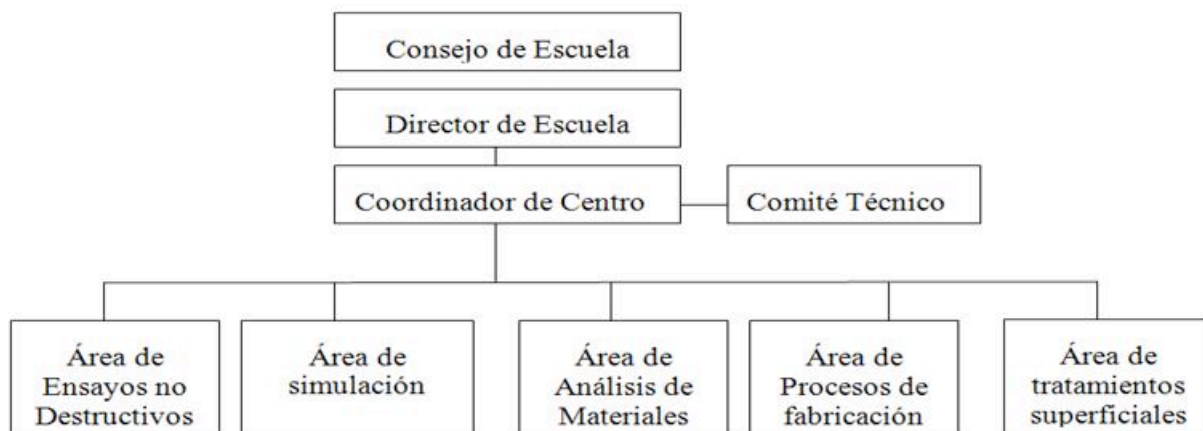 Consejo de Escuela
Director de Escuela
Coordinador de Centro
Comité Técnico
Área de
Ensayos no
Destructivos
Área de
simulación
Área de
Análisis de
Materiales
Área de
Procesos de
fabricación
Área de
tratamientos
superficiales